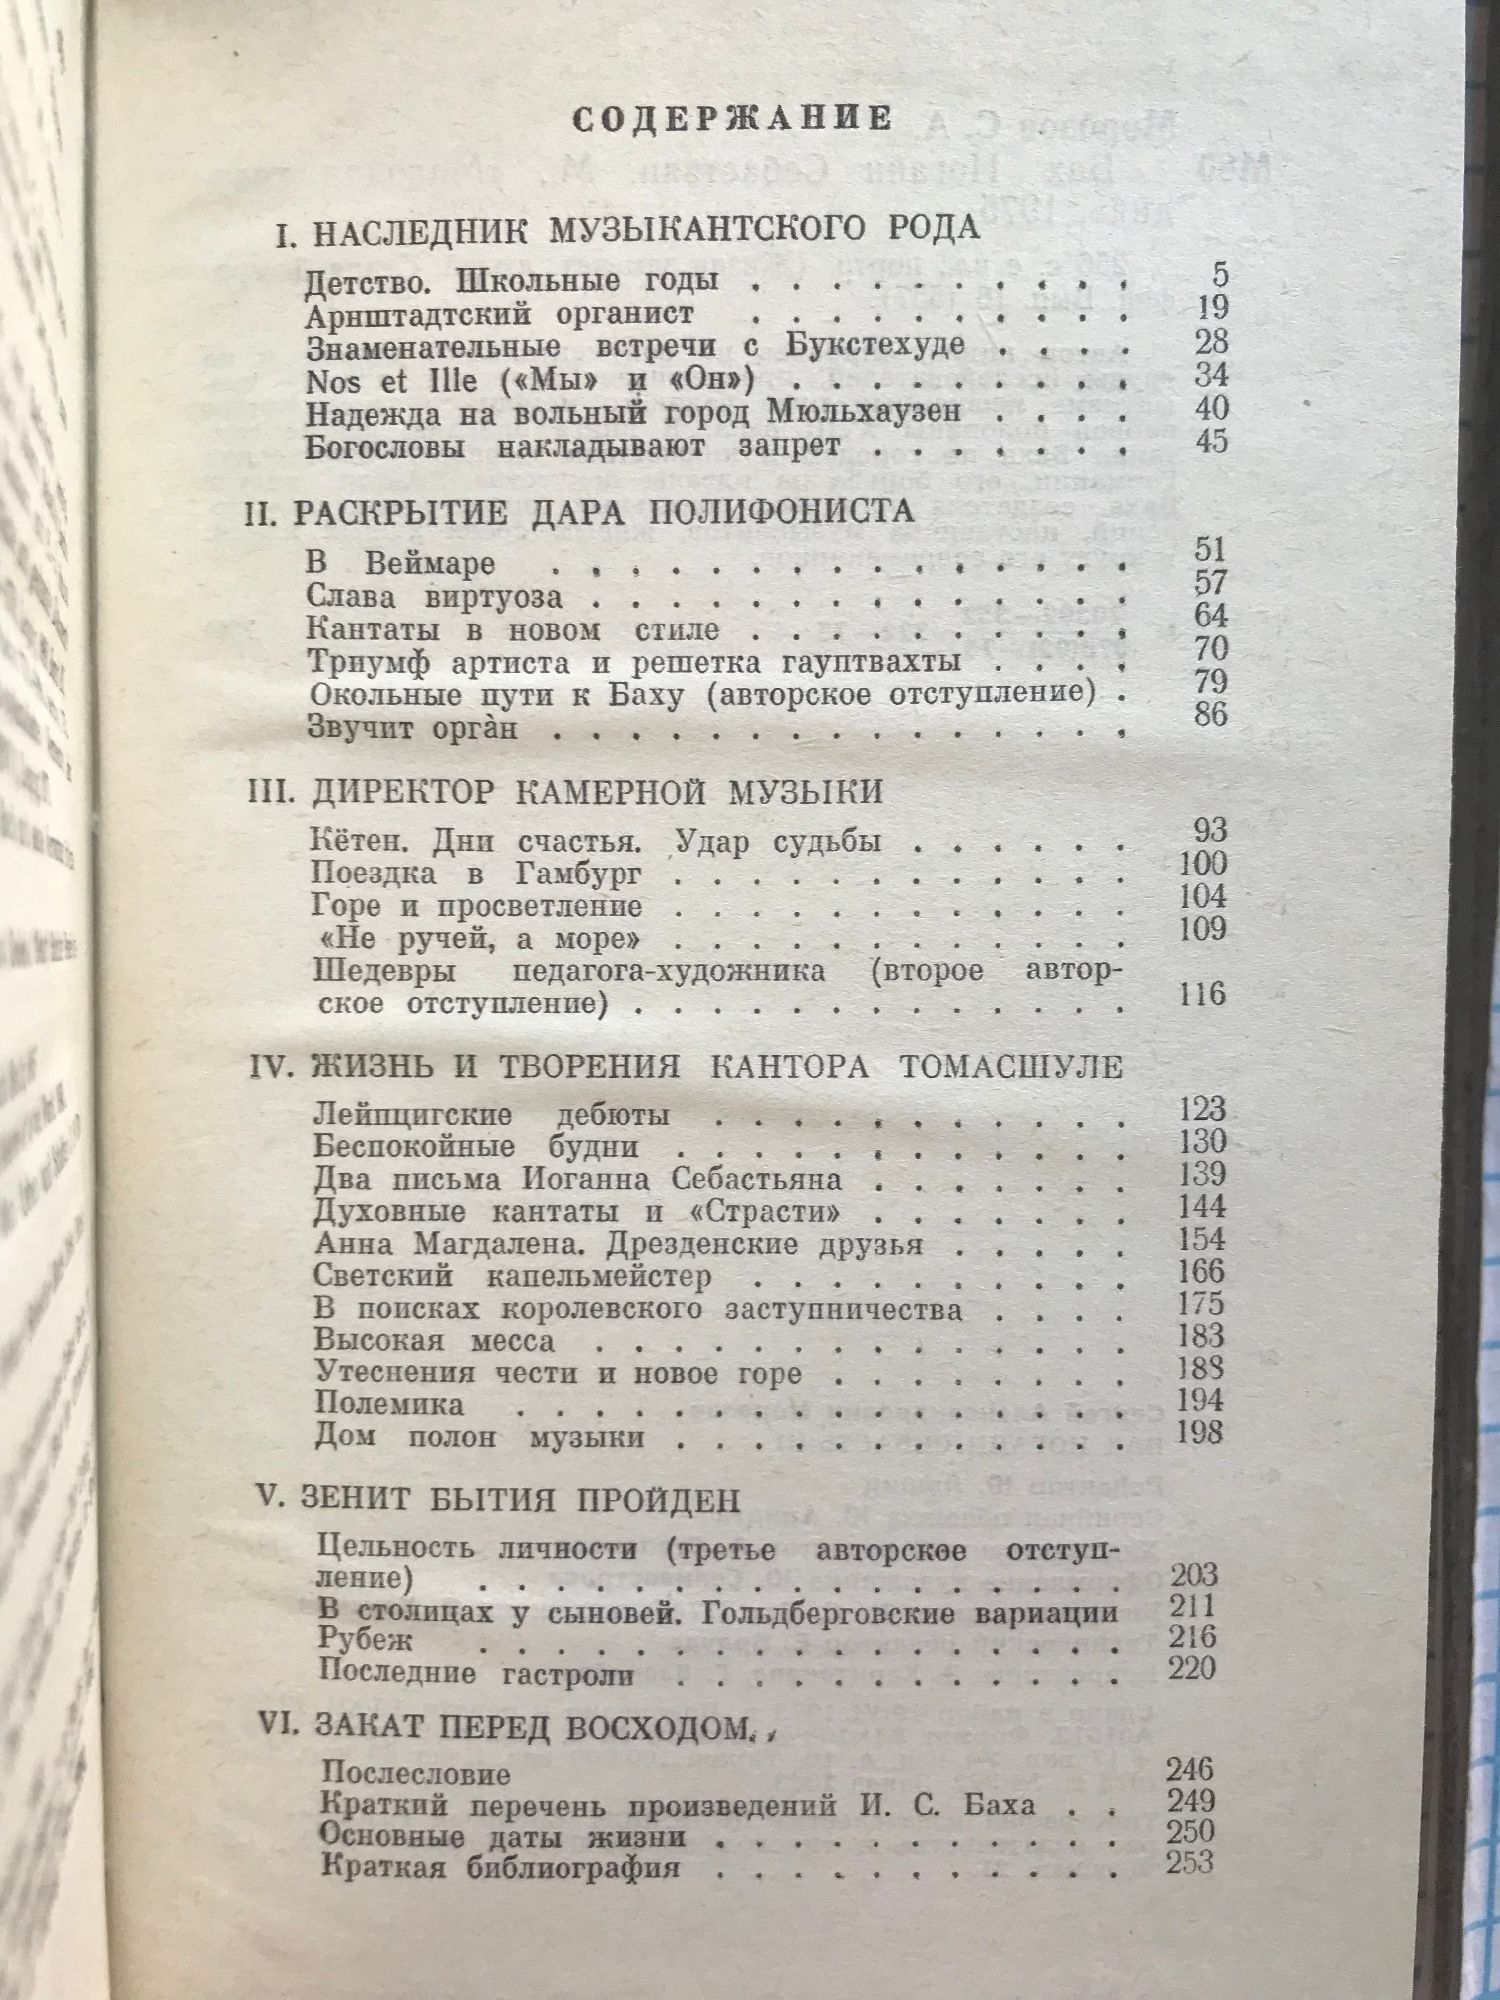 СОДЕРЖАНИЕ
I. НАСЛЕДНИК МУЗЫКАНТСКОГО РОДА
Детство. Школьные годы . . . . . . . . . . 5
Арнштадтский органист . . . . . . . . . . 19
Знаменательные встречи с Букстехуде . . . . 28
Nos et Ille («Мы» и «Он») . . . . . . . . . 34
Надежда на вольный город Мюльхаузен . . . . 40
Богословы накладывают запрет . . . . . . . 45
II. РАСКРЫТИЕ ДАРА ПОЛИФОНИСТА
В Веймаре . . . . . . . . . . . . . . . 51
Слава виртуоза . . . . . . . . . . . . . . 57
Кантаты в новом стиле . . . . . . . . . . 64
Триумф артиста и решетка гауптвахты . . . . 70
Окольные пути к Баху (авторское отступление) . 79
Звучит оргàн . . . . . . . . . . . . . . . 86
III. ДИРЕКТОР КАМЕРНОЙ МУЗЫКИ
Кётен. Дни счастья. Удар судьбы . . . . . . 93
Поездка в Гамбург . . . . . . . . . . . . 100
Горе и просветление . . . . . . . . . . . . 104
«Не ручей, а море» . . . . . . . . . . . . 109
Шедевры педагога-художника (второе автор-
ское отступление) . . . . . . . . . . . . . 116
IV. ЖИЗНЬ И ТВОРЕНИЯ КАНТОРА ТОМАСШУЛЕ
Лейпцигские дебюты . . . . . . . . . . . 123
Беспокойные будни . . . . . . . . . . . . 130
Два письма Иоганна Себастьяна . . . . . . . 139
Духовные кантаты и «Страсти» . . . . . . . 144
Анна Магдалена. Дрезденские друзья . . . . . 154
Светский капельмейстер . . . . . . . . . . 166
В поисках королевского заступничества . . . . 175
Высокая месса . . . . . . . . . . . . . . 183
Утеснения чести и новое горе . . . . . . . . 188
Полемика . . . . . . . . . . . . . . . . 194
Дом полон музыки . . . . . . . . . . . . 198
V. ЗЕНИТ БЫТИЯ ПРОЙДЕН
Цельность личности (третье авторское отступ-
ление) . . . . . . . . . . . . . . . . . 203
В столицах у сыновей. Гольдберговские вариации 211
Рубеж . . . . . . . . . . . . . . . . . 216
Последние гастроли . . . . . . . . . . . . 220
VI. ЗАКАТ ПЕРЕД ВОСХОДОМ. ,
Послесловие 246
Краткий перечень произведений И. С. Баха . . 249
Основные даты жизни . . . . . . . . . . . 250
Краткая библиография . . . . . . . . . . . 253